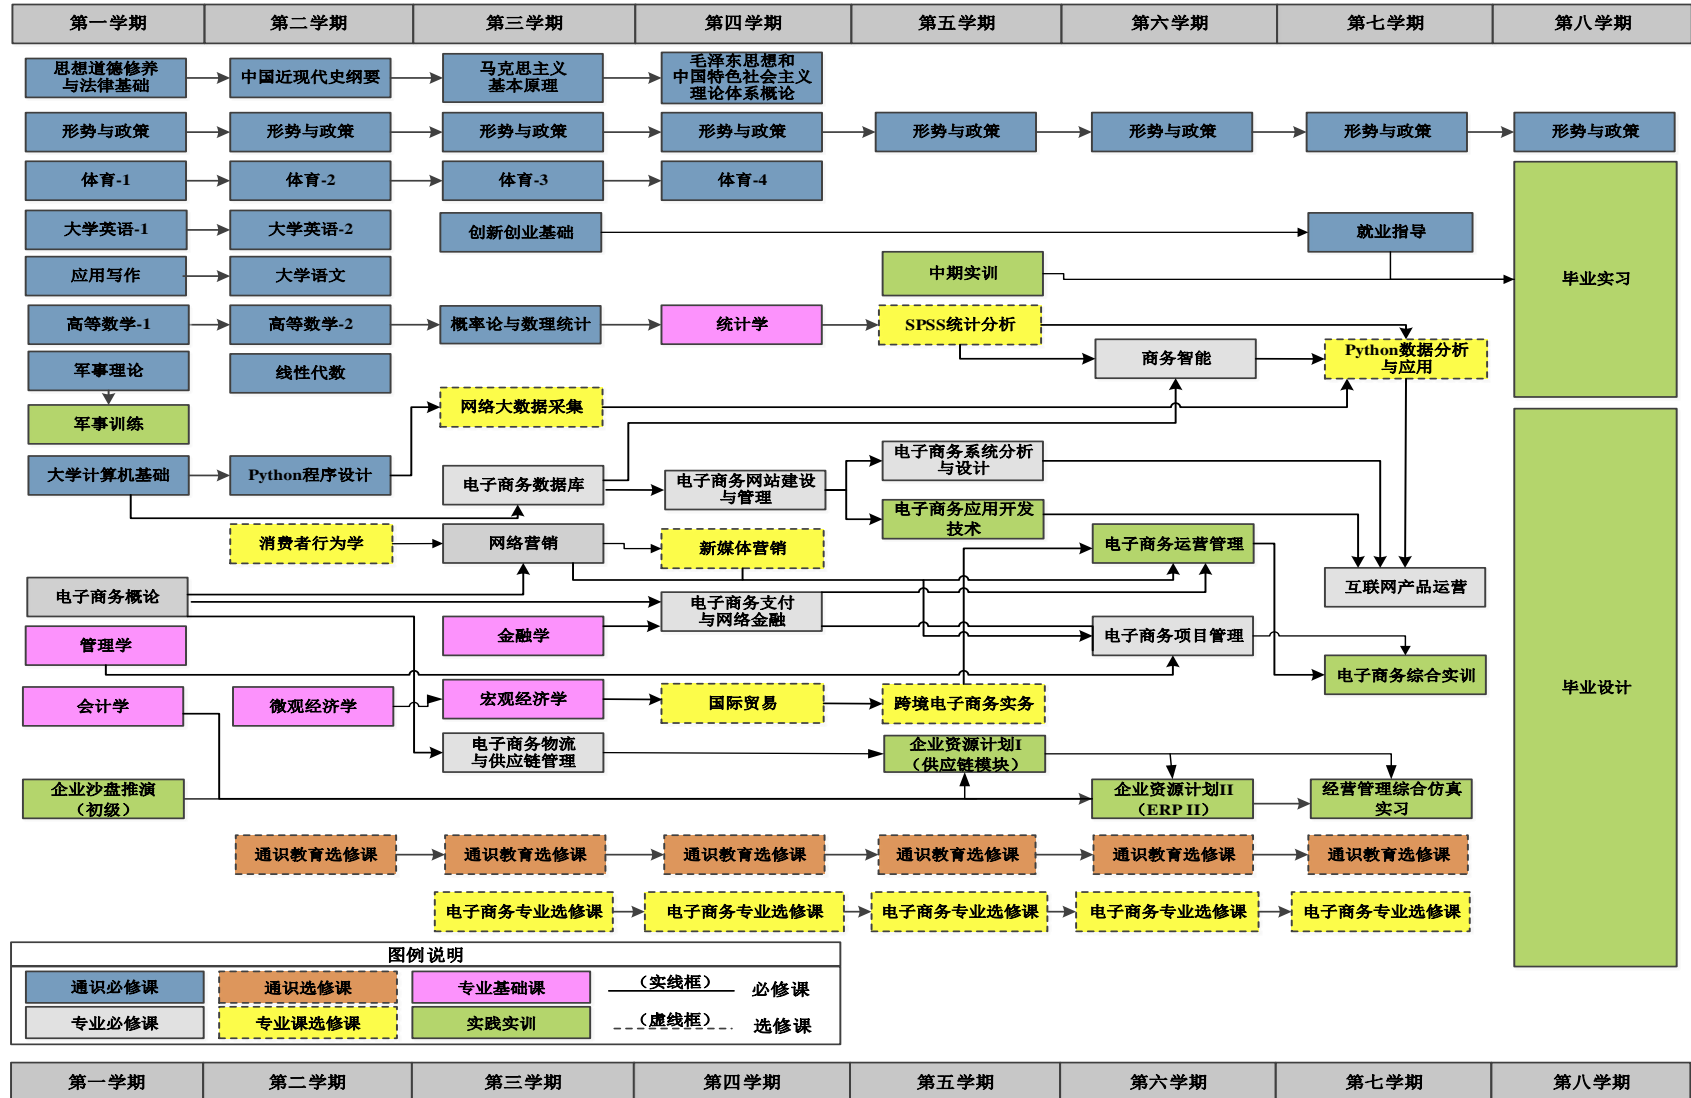 第一学期 第二学期 第三学期 第四学期 第五学期 第六学期 第七学期 第八学期
思想道德修养
与法律基础
中国近现代史纲要
马克思主义
基本原理
毛泽东思想和
中国特色社会主义
理论体系概论
形势与政策 形势与政策 形势与政策 形势与政策 形势与政策 形势与政策 形势与政策 形势与政策
体育-1 体育-2 体育-3 体育-4
大学英语-1 大学英语-2 创新创业基础 就业指导
应用写作 大学语文 中期实训 毕业实习
高等数学-1 高等数学-2 概率论与数理统计 统计学 SPSS统计分析
商务智能
Python数据分析
与应用
军事理论 线性代数
网络大数据采集
军事训练
大学计算机基础 Python程序设计
电子商务数据库
电子商务网站建设
与管理
电子商务系统分析
与设计
电子商务应用开发
技术
消费者行为学 网络营销 新媒体营销 电子商务运营管理
互联网产品运营
电子商务概论
电子商务支付
与网络金融
管理学 金融学 电子商务项目管理
电子商务综合实训
会计学 微观经济学 宏观经济学 国际贸易 跨境电子商务实务
毕业设计
电子商务物流
与供应链管理
企业资源计划I
（供应链模块）
企业沙盘推演
（初级）
企业资源计划II
（ERP II）
经营管理综合仿真
实习
通识教育选修课 通识教育选修课 通识教育选修课 通识教育选修课 通识教育选修课 通识教育选修课
电子商务专业选修课 电子商务专业选修课 电子商务专业选修课 电子商务专业选修课 电子商务专业选修课
图例说明
通识必修课 通识选修课 专业基础课 （实线框） 必修课
专业必修课 专业课选修课 实践实训 （虚线框） 选修课
第一学期 第二学期 第三学期 第四学期 第五学期 第六学期 第七学期 第八学期